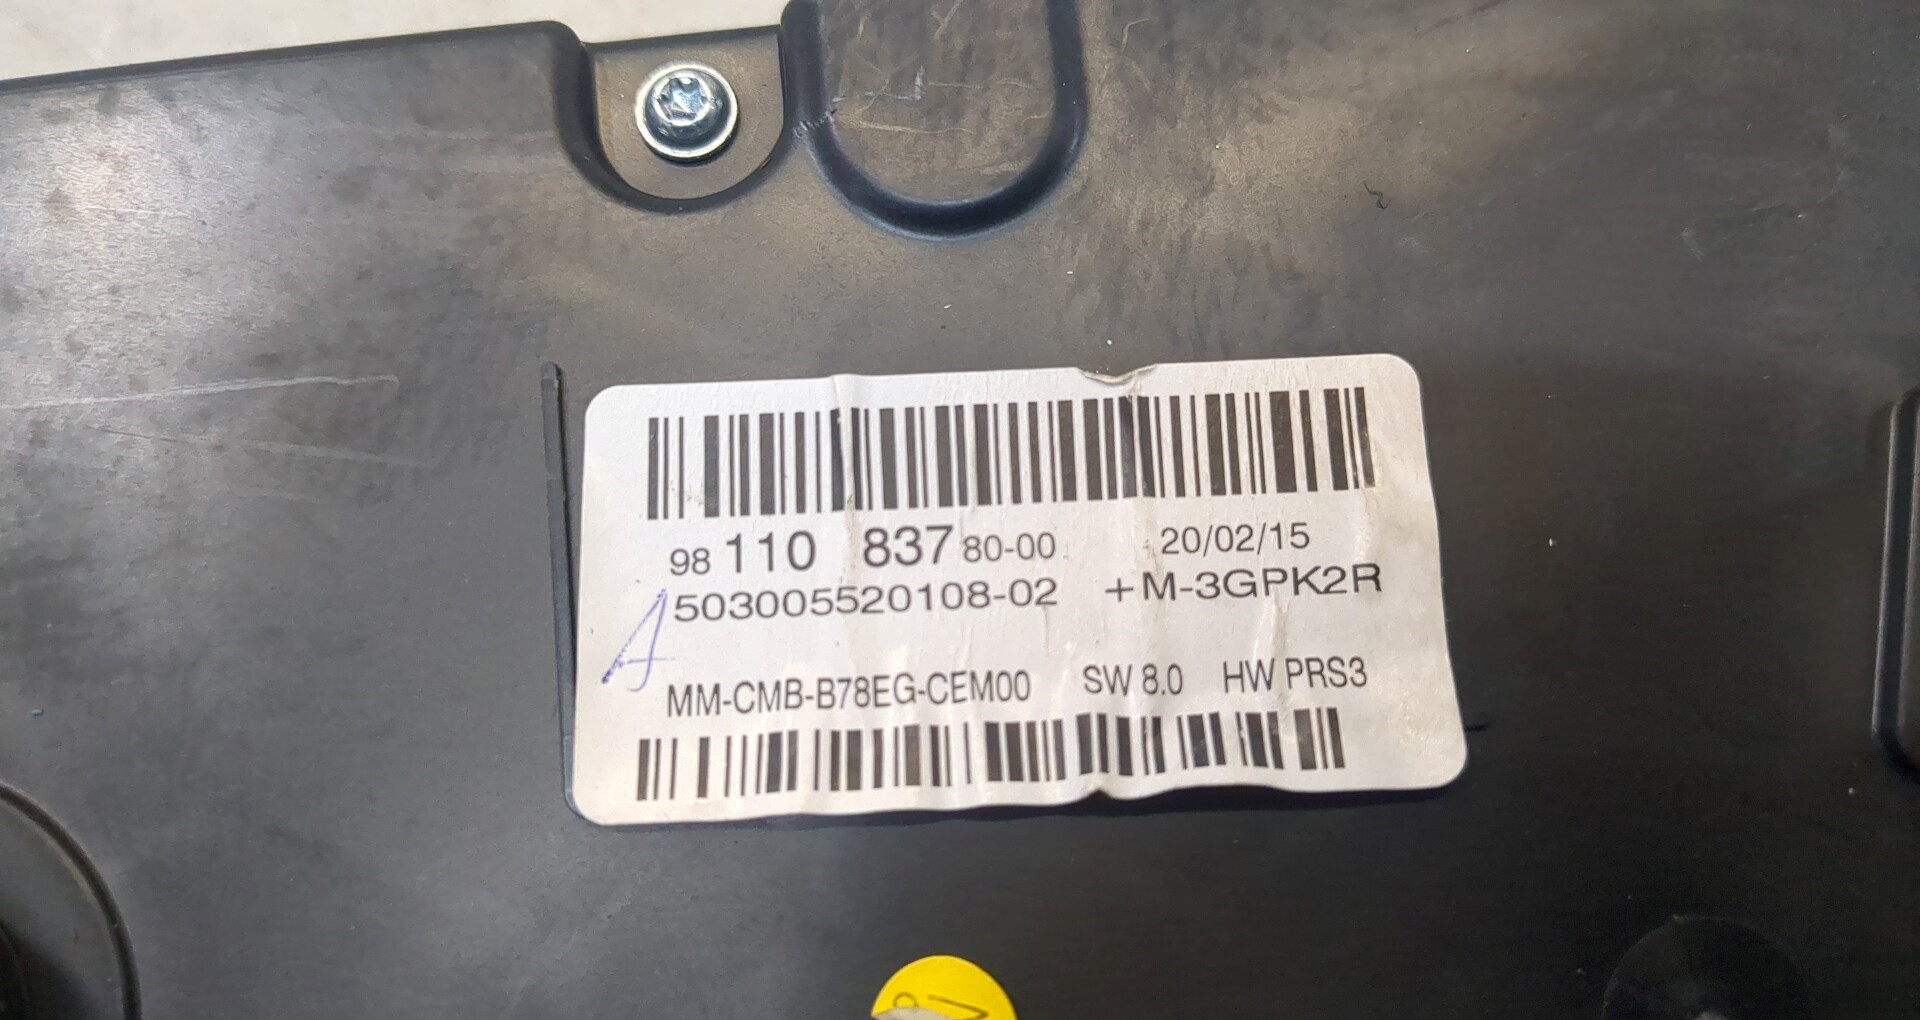 98 110 837 80-00 20/02/15
A503005520108-02 +M-3GPK2R
MM-CMB-B78EG-CEM00 SW 8.0 HW PRS3